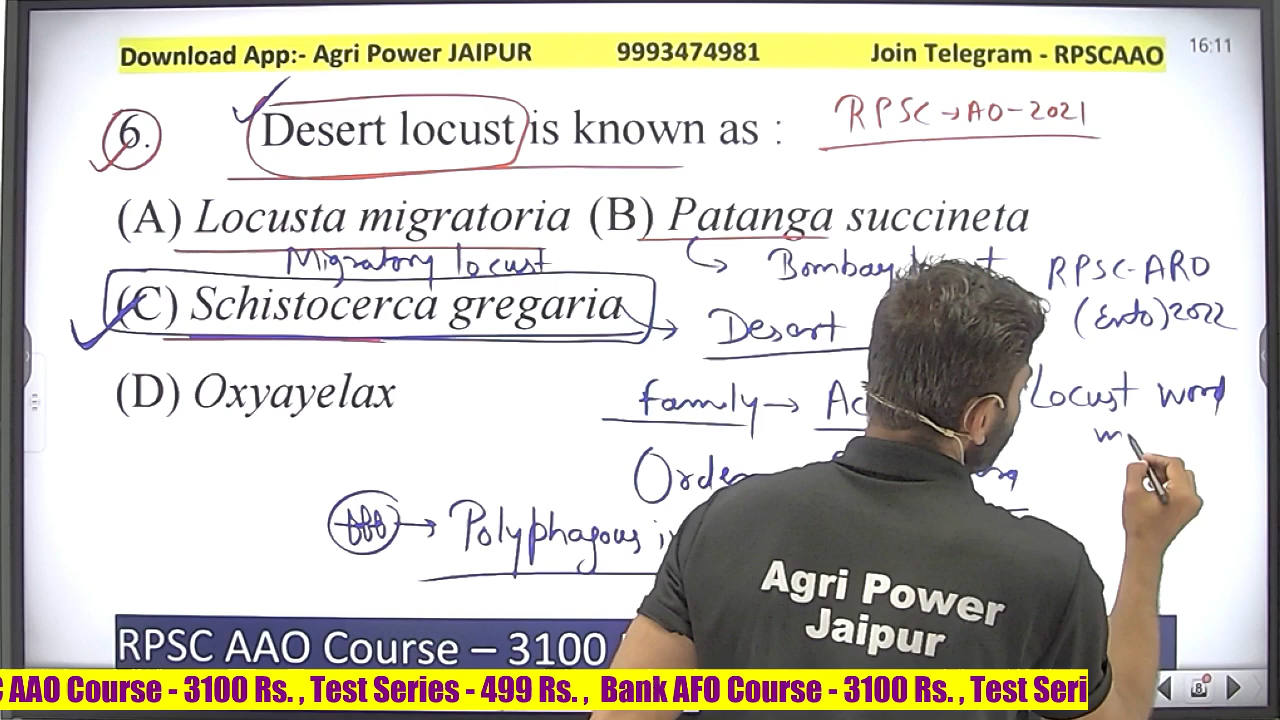 Download App:- Agri Power JAIPUR 9993474981 Join Telegram - RPSCAAO 16:11
6. Desert locust is known as : RPSC → AO-2021
(A) Locusta migratoria (B) Patanga succineta
Migratory locust → Bombay RPSC-ARO
(C) Schistocerca gregaria → Desart (Ento) 2022
(D) Oxyayelax family → Locust word
Polyphagous
RPSC AAO Course – 3100
AAO Course - 3100 Rs. , Test Series - 499 Rs. , Bank AFO Course - 3100 Rs. , Test Seri
Agri Power
Jaipur
8